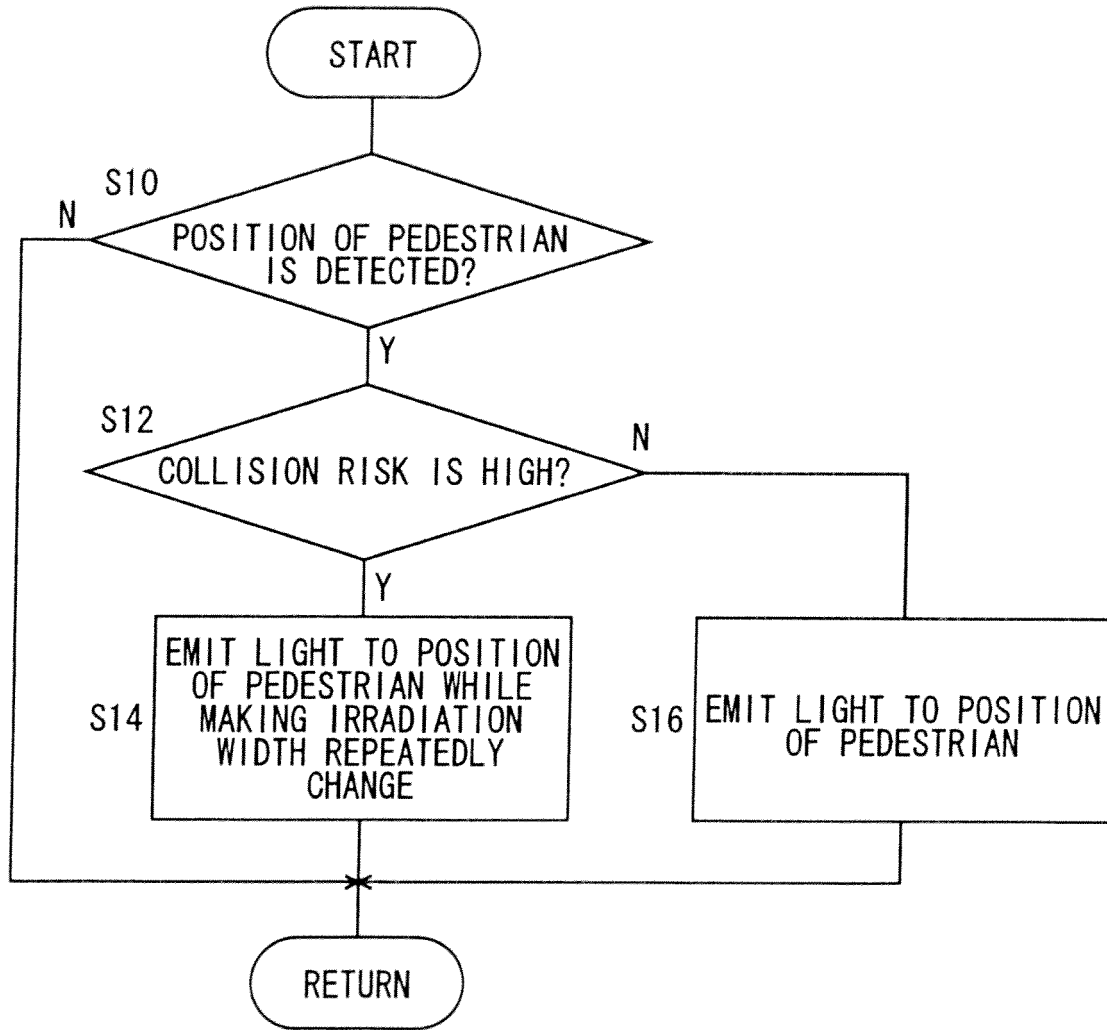 START
S10
N
POSITION OF PEDESTRIAN
IS DETECTED?
Y
S12
N
COLLISION RISK IS HIGH?
Y
EMIT LIGHT TO POSITION
OF PEDESTRIAN WHILE
MAKING IRRADIATION
WIDTH REPEATEDLY
CHANGE
S14
S16
EMIT LIGHT TO POSITION
OF PEDESTRIAN
RETURN